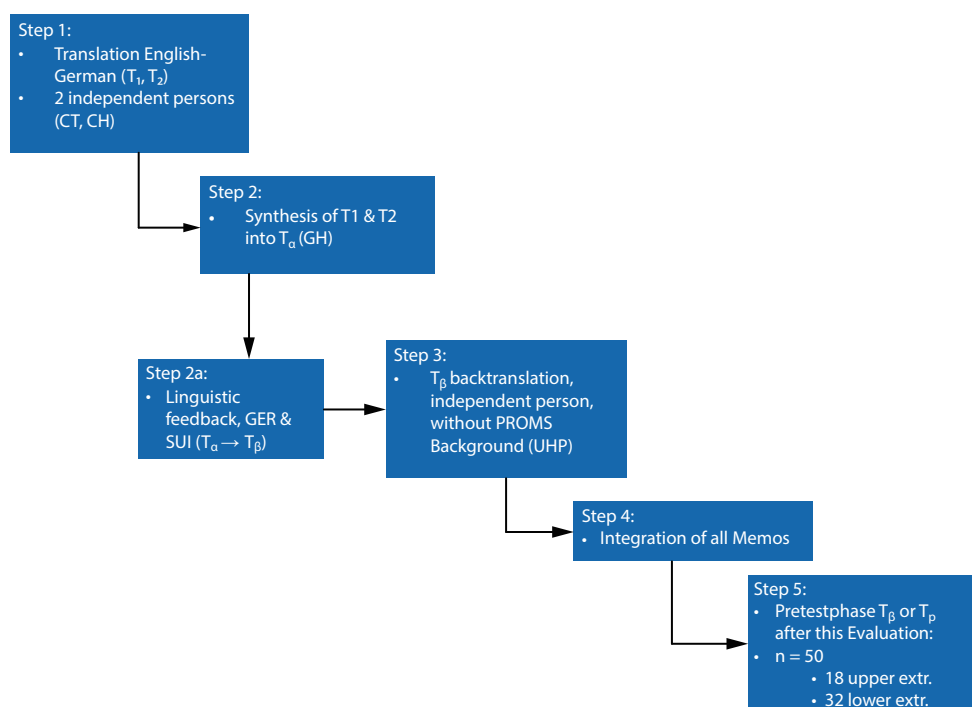 Step 1:
• Translation English-
German (T₁, T₂)
• 2 independent persons
(CT, CH)
Step 2:
• Synthesis of T1 & T2
into Tα (GH)
Step 2a:
• Linguistic
feedback, GER &
SUI (Tα → Tβ)
Step 3:
• Tβ backtranslation,
independent person,
without PROMS
Background (UHP)
Step 4:
• Integration of all Memos
Step 5:
• Pretestphase Tβ or Tp
after this Evaluation:
• n = 50
• 18 upper extr.
• 32 lower extr.